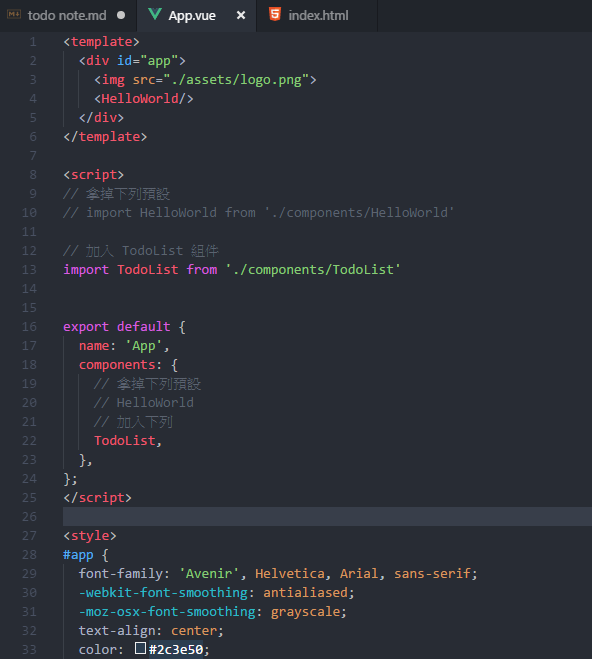 todo note.md App.vue index.html
1 <template>
2 <div id="app">
3 <img src="./assets/logo.png">
4 <HelloWorld/>
5 </div>
6 </template>
7
8 <script>
9 // 拿掉下列預設
10 // import HelloWorld from './components/HelloWorld'
11
12 // 加入 TodoList 組件
13 import TodoList from './components/TodoList'
14
15
16 export default {
17 name: 'App',
18 components: {
19 // 拿掉下列預設
20 // HelloWorld
21 // 加入下列
22 TodoList,
23 },
24 };
25 </script>
26
27 <style>
28 #app {
29 font-family: 'Avenir', Helvetica, Arial, sans-serif;
30 -webkit-font-smoothing: antialiased;
31 -moz-osx-font-smoothing: grayscale;
32 text-align: center;
33 color: #2c3e50;